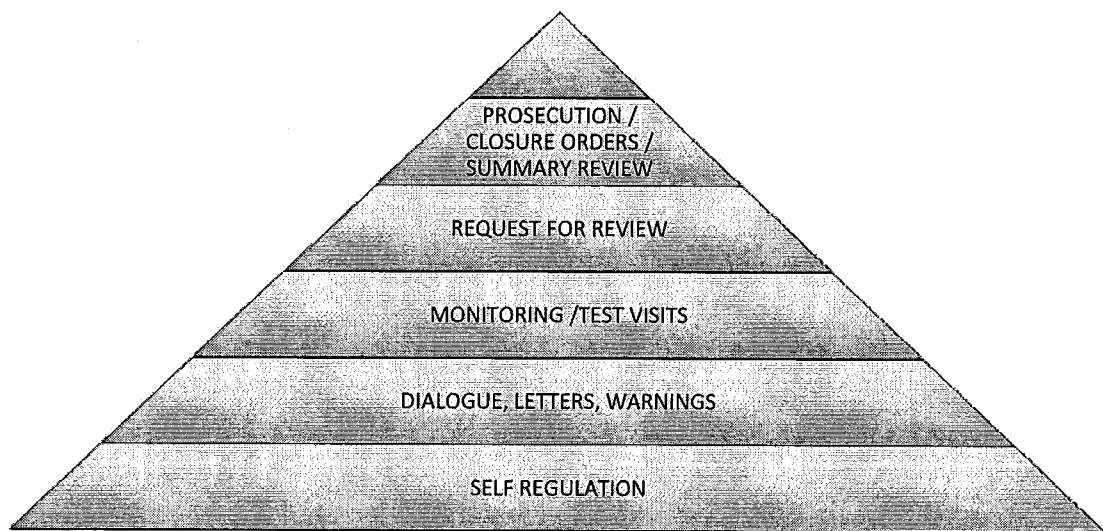 PROSECUTION /
CLOSURE ORDERS /
SUMMARY REVIEW
REQUEST FOR REVIEW
MONITORING /TEST VISITS
DIALOGUE, LETTERS, WARNINGS
SELF REGULATION